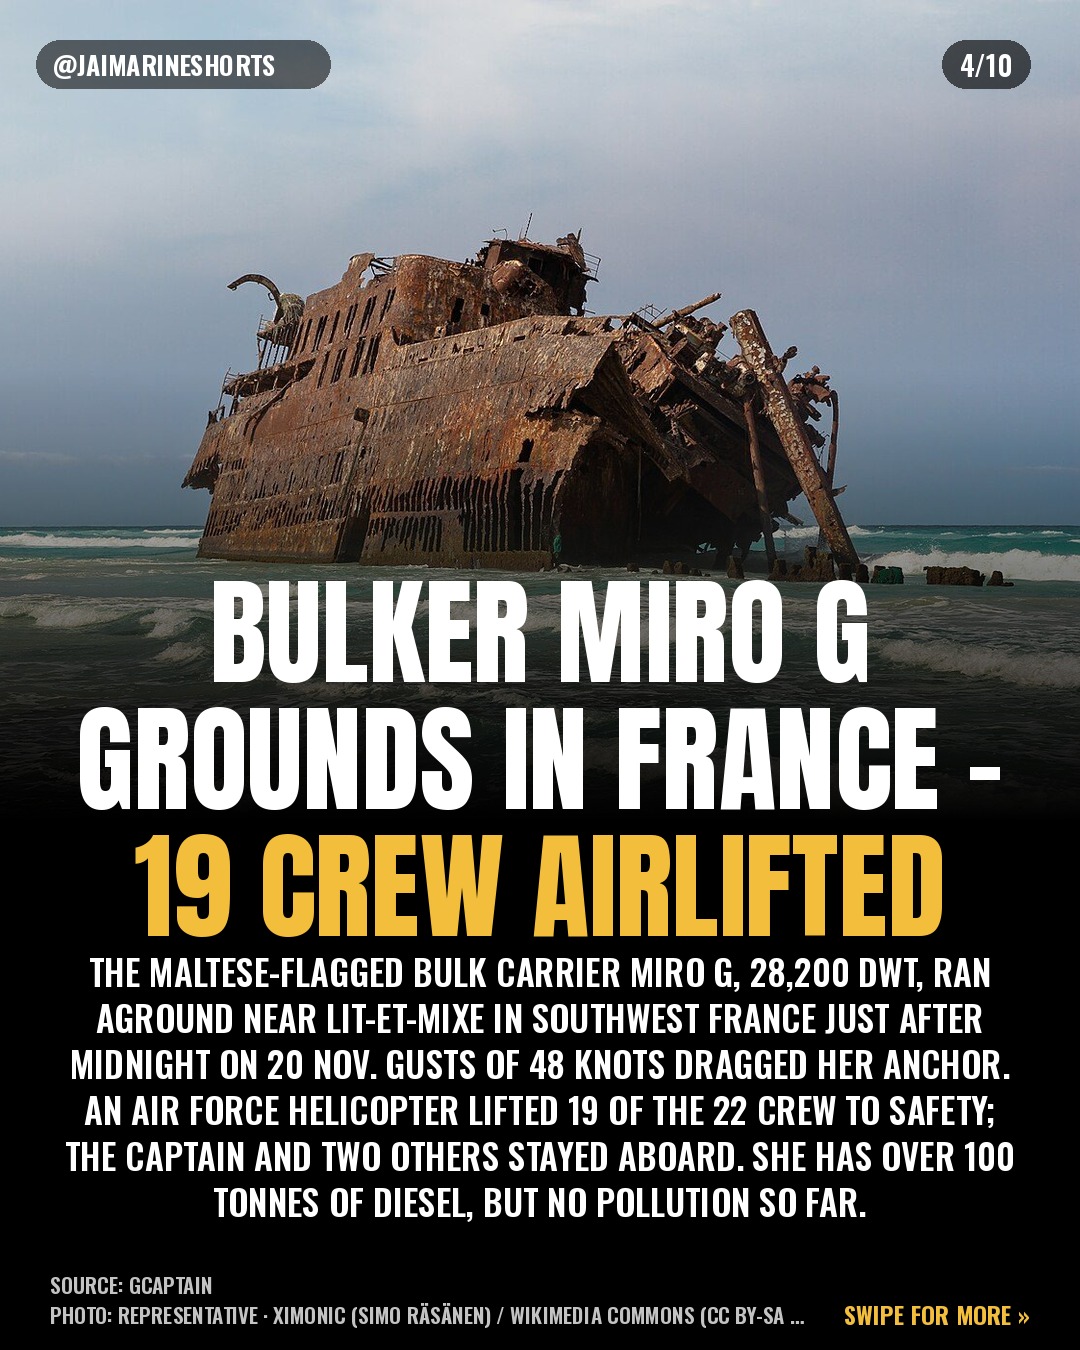 @JAIMARINESHORTS
4/10
BULKER MIRO G
GROUNDS IN FRANCE -
19 CREW AIRLIFTED
THE MALTESE-FLAGGED BULK CARRIER MIRO G, 28,200 DWT, RAN
AGROUND NEAR LIT-ET-MIXE IN SOUTHWEST FRANCE JUST AFTER
MIDNIGHT ON 20 NOV. GUSTS OF 48 KNOTS DRAGGED HER ANCHOR.
AN AIR FORCE HELICOPTER LIFTED 19 OF THE 22 CREW TO SAFETY;
THE CAPTAIN AND TWO OTHERS STAYED ABOARD. SHE HAS OVER 100
TONNES OF DIESEL, BUT NO POLLUTION SO FAR.
SOURCE: GCAPTAIN
PHOTO: REPRESENTATIVE · XIMONIC (SIMO RÄSÄNEN) / WIKIMEDIA COMMONS (CC BY-SA ...
SWIPE FOR MORE »